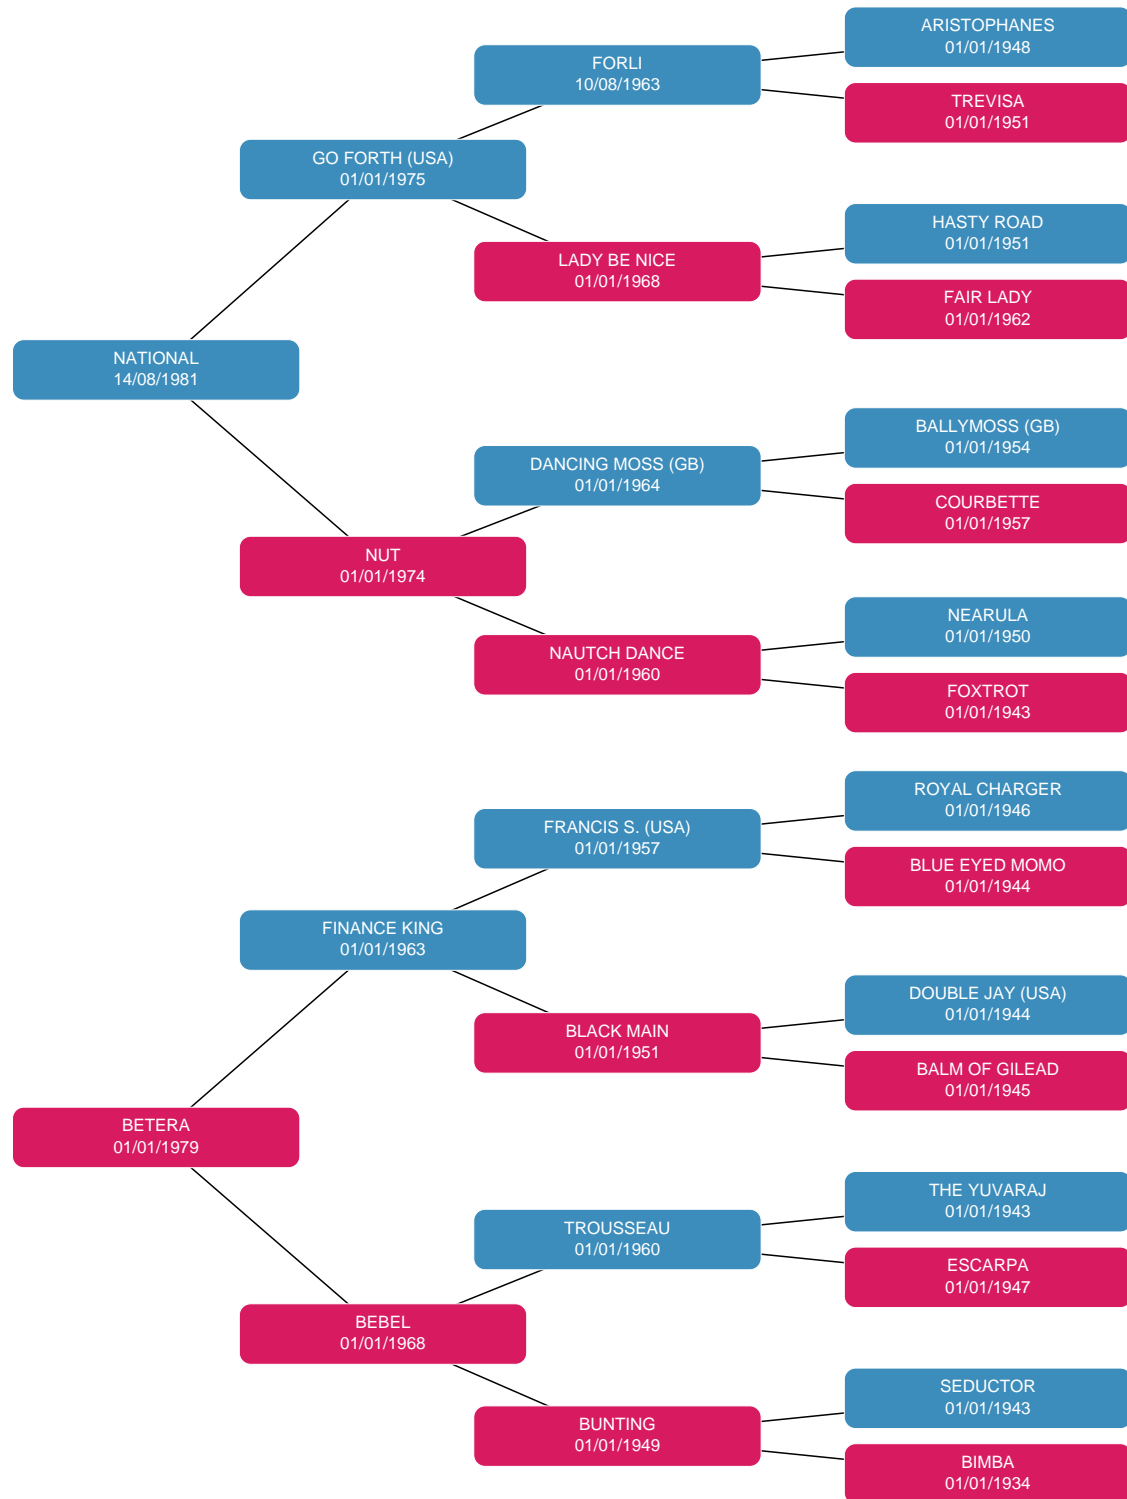 ARISTOPHANES
01/01/1948
FORLI
10/08/1963
TREVISA
01/01/1951
GO FORTH (USA)
01/01/1975
HASTY ROAD
01/01/1951
LADY BE NICE
01/01/1968
FAIR LADY
01/01/1962
NATIONAL
14/08/1981
BALLYMOSS (GB)
01/01/1954
DANCING MOSS (GB)
01/01/1964
COURBETTE
01/01/1957
NUT
01/01/1974
NEARULA
01/01/1950
NAUTCH DANCE
01/01/1960
FOXTROT
01/01/1943
ROYAL CHARGER
01/01/1946
FRANCIS S. (USA)
01/01/1957
BLUE EYED MOMO
01/01/1944
FINANCE KING
01/01/1963
DOUBLE JAY (USA)
01/01/1944
BLACK MAIN
01/01/1951
BALM OF GILEAD
01/01/1945
BETERA
01/01/1979
THE YUVARAJ
01/01/1943
TROUSSEAU
01/01/1960
ESCARPA
01/01/1947
BEBEL
01/01/1968
SEDUCTOR
01/01/1943
BUNTING
01/01/1949
BIMBA
01/01/1934